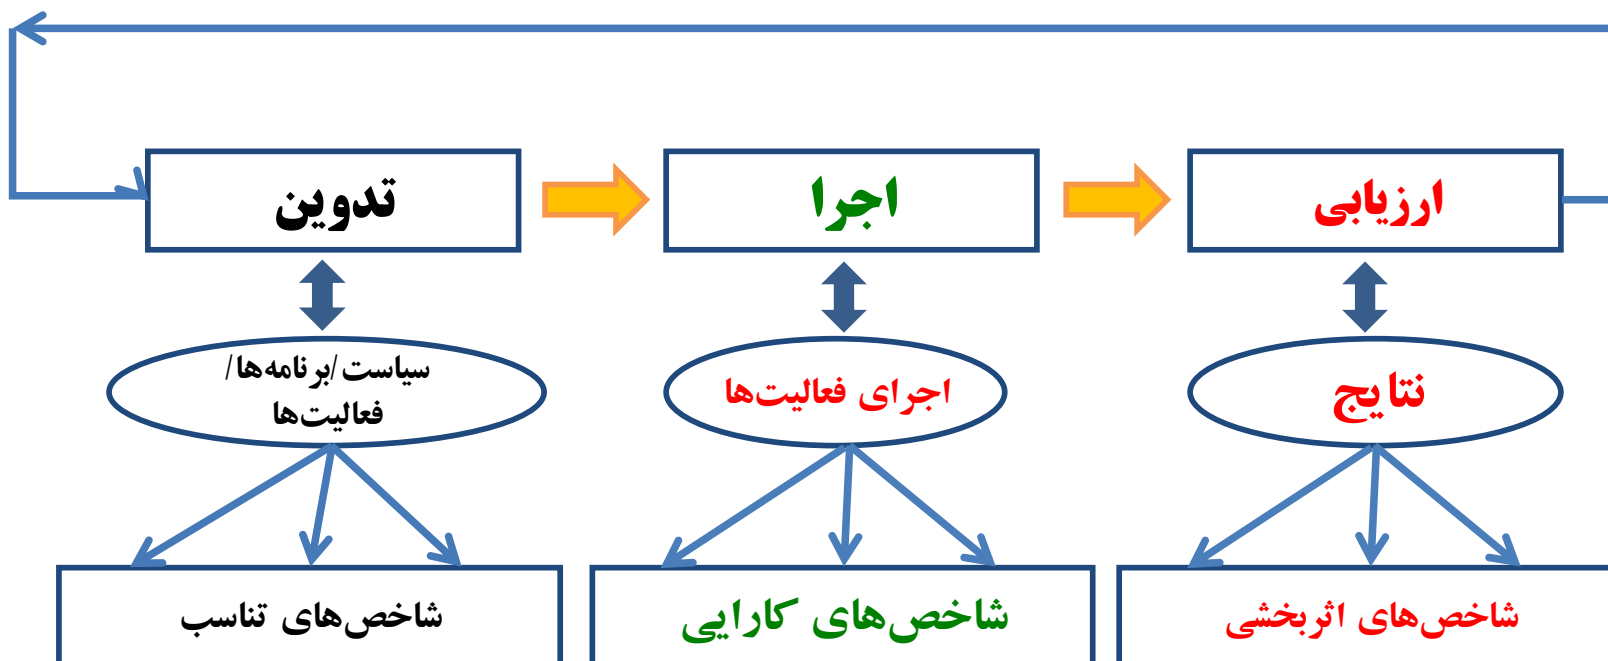 تدوین
اجرا
ارزیابی
سیاست/برنامه‌ها/
فعالیت‌ها
اجرای فعالیت‌ها
نتایج
شاخص‌های تناسب
شاخص‌های کارایی
شاخص‌های اثربخشی